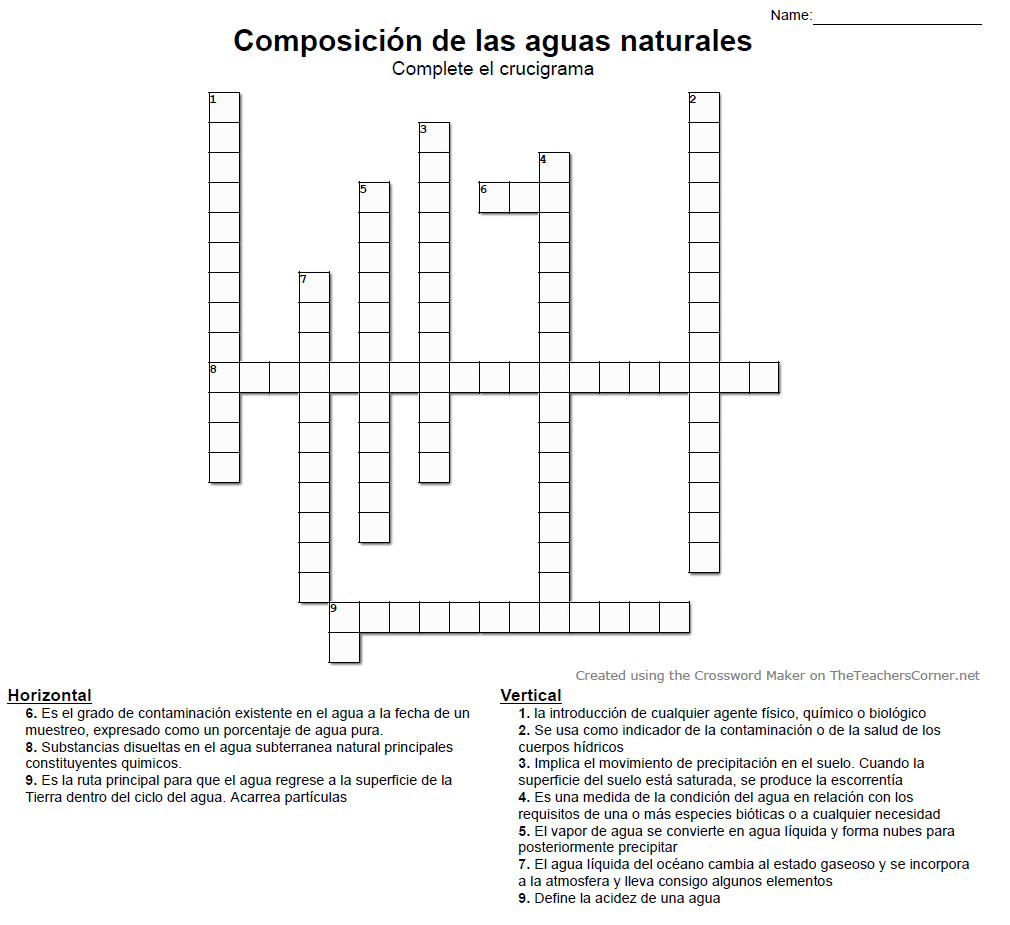 Name:
Composición de las aguas naturales
Complete el crucigrama
1
2
3
4
5
6
7
8
9
Created using the Crossword Maker on TheTeachersCorner.net
Horizontal
6. Es el grado de contaminación existente en el agua a la fecha de un
muestreo, expresado como un porcentaje de agua pura.
8. Substancias disueltas en el agua subterranea natural principales
constituyentes quimicos.
9. Es la ruta principal para que el agua regrese a la superficie de la
Tierra dentro del ciclo del agua. Acarrea partículas
Vertical
1. la introducción de cualquier agente físico, químico o biológico
2. Se usa como indicador de la contaminación o de la salud de los
cuerpos hídricos
3. Implica el movimiento de precipitación en el suelo. Cuando la
superficie del suelo está saturada, se produce la escorrentía
4. Es una medida de la condición del agua en relación con los
requisitos de una o más especies bióticas o a cualquier necesidad
5. El vapor de agua se convierte en agua líquida y forma nubes para
posteriormente precipitar
7. El agua líquida del océano cambia al estado gaseoso y se incorpora
a la atmosfera y lleva consigo algunos elementos
9. Define la acidez de una agua